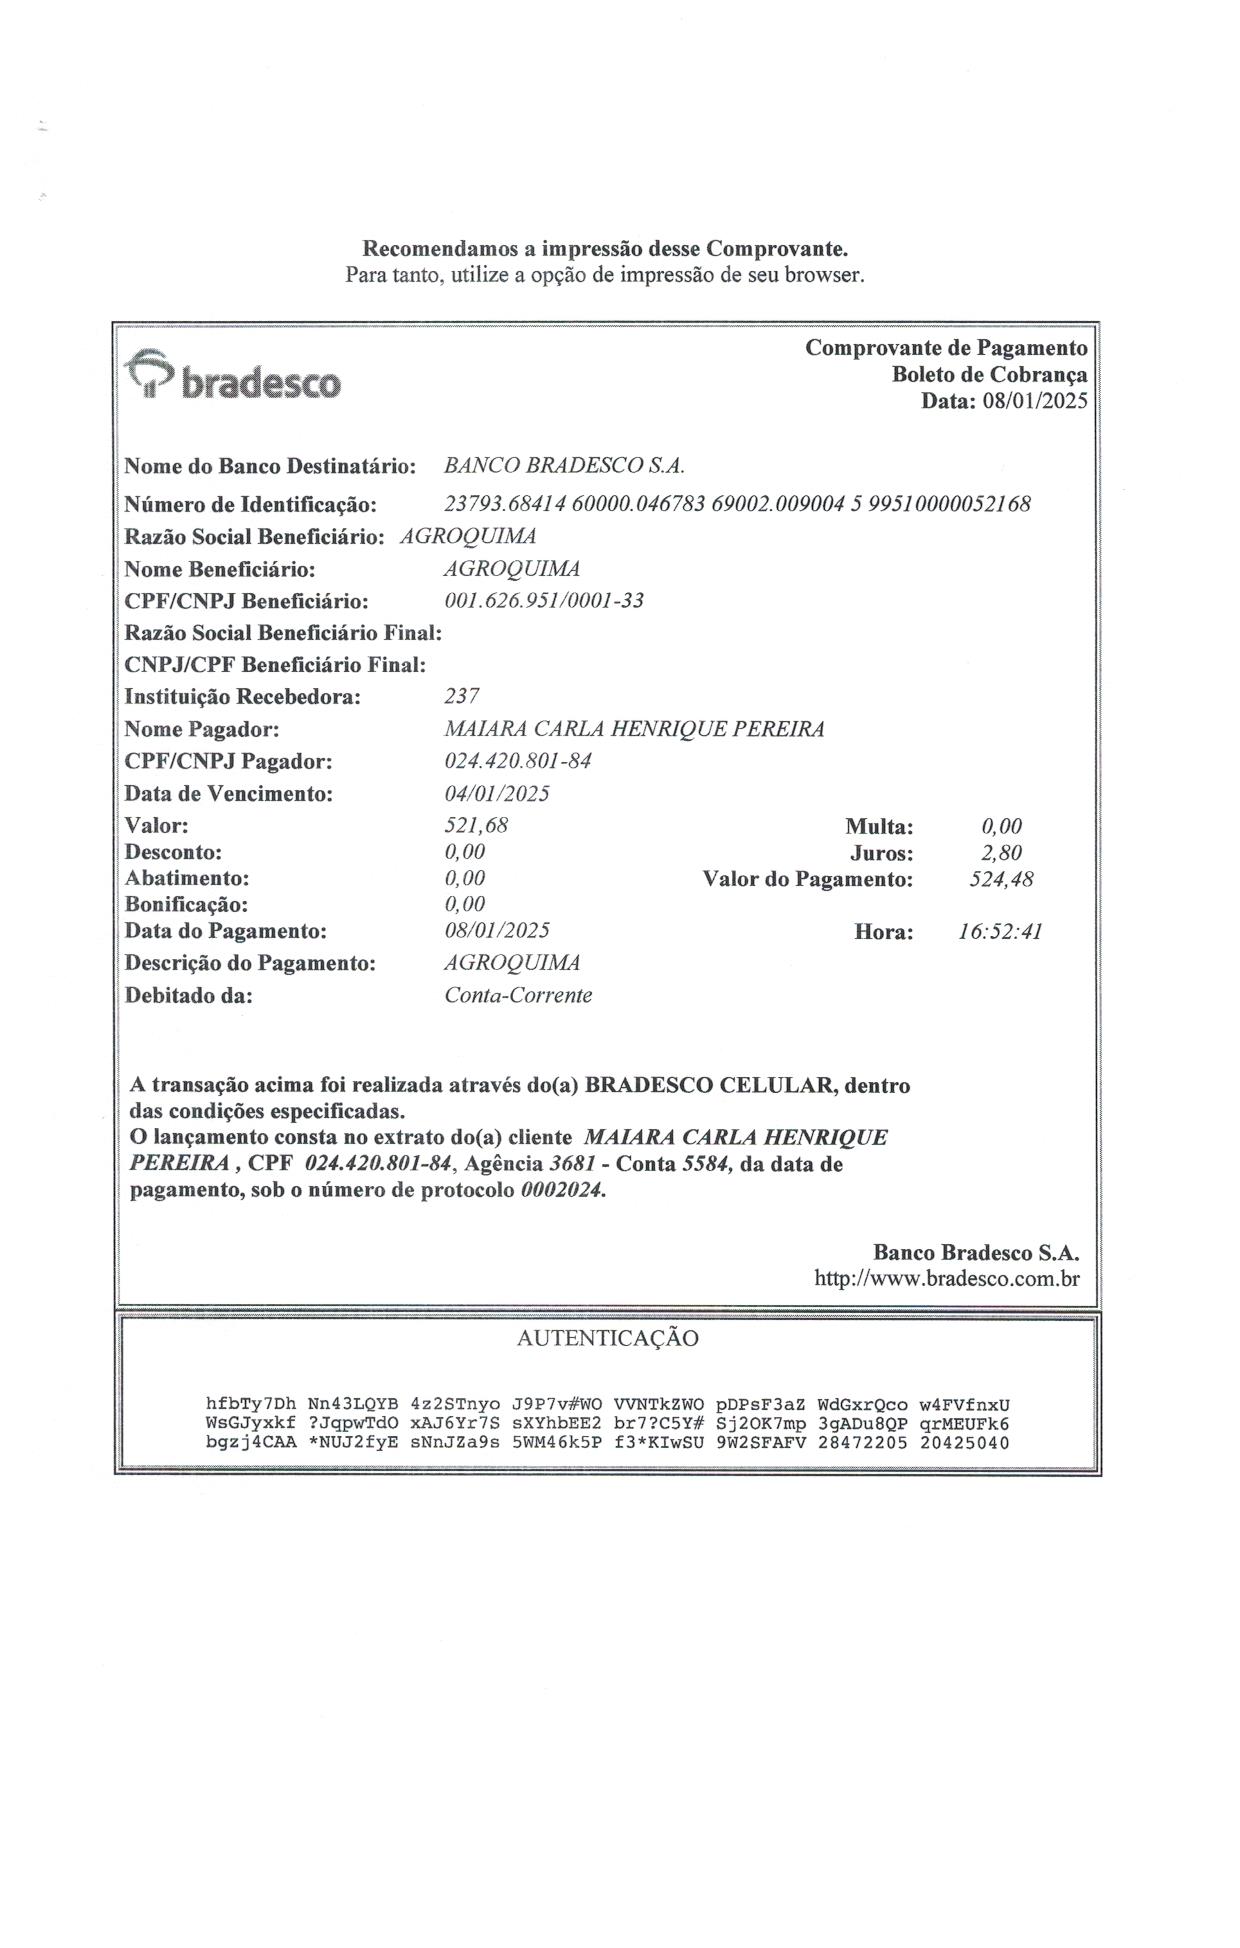 Recomendamos a impressão desse Comprovante.
Para tanto, utilize a opção de impressão de seu browser.
bradesco
Comprovante de Pagamento
Boleto de Cobrança
Data: 08/01/2025
Nome do Banco Destinatário: BANCO BRADESCO S.A.
Número de Identificação: 23793.68414 60000.046783 69002.009004 5 99510000052168
Razão Social Beneficiário: AGROQUIMA
Nome Beneficiário: AGROQUIMA
CPF/CNPJ Beneficiário: 001.626.951/0001-33
Razão Social Beneficiário Final:
CNPJ/CPF Beneficiário Final:
Instituição Recebedora: 237
Nome Pagador: MAIARA CARLA HENRIQUE PEREIRA
CPF/CNPJ Pagador: 024.420.801-84
Data de Vencimento: 04/01/2025
Valor: 521,68 Multa: 0,00
Desconto: 0,00 Juros: 2,80
Abatimento: 0,00 Valor do Pagamento: 524,48
Bonificação: 0,00
Data do Pagamento: 08/01/2025 Hora: 16:52:41
Descrição do Pagamento: AGROQUIMA
Debitado da: Conta-Corrente
A transação acima foi realizada através do(a) BRADESCO CELULAR, dentro
das condições especificadas.
O lançamento consta no extrato do(a) cliente MAIARA CARLA HENRIQUE
PEREIRA , CPF 024.420.801-84, Agência 3681 - Conta 5584, da data de
pagamento, sob o número de protocolo 0002024.
Banco Bradesco S.A.
http://www.bradesco.com.br
AUTENTICAÇÃO
hfbTy7Dh Nn43LQYB 4z2STnyo J9P7v#WO VVNTkZWO pDPsF3aZ WdGxrQco w4FVfnxU
WsGJyxkf ?JqpwTdO xAJ6Yr7S sXYhbEE2 br7?C5Y# Sj2OK7mp 3gADu8QP qrMEUFk6
bgzj4CAA *NUJ2fyE sNnJZa9s 5WM46k5P f3*KIwSU 9W2SFAFV 28472205 20425040